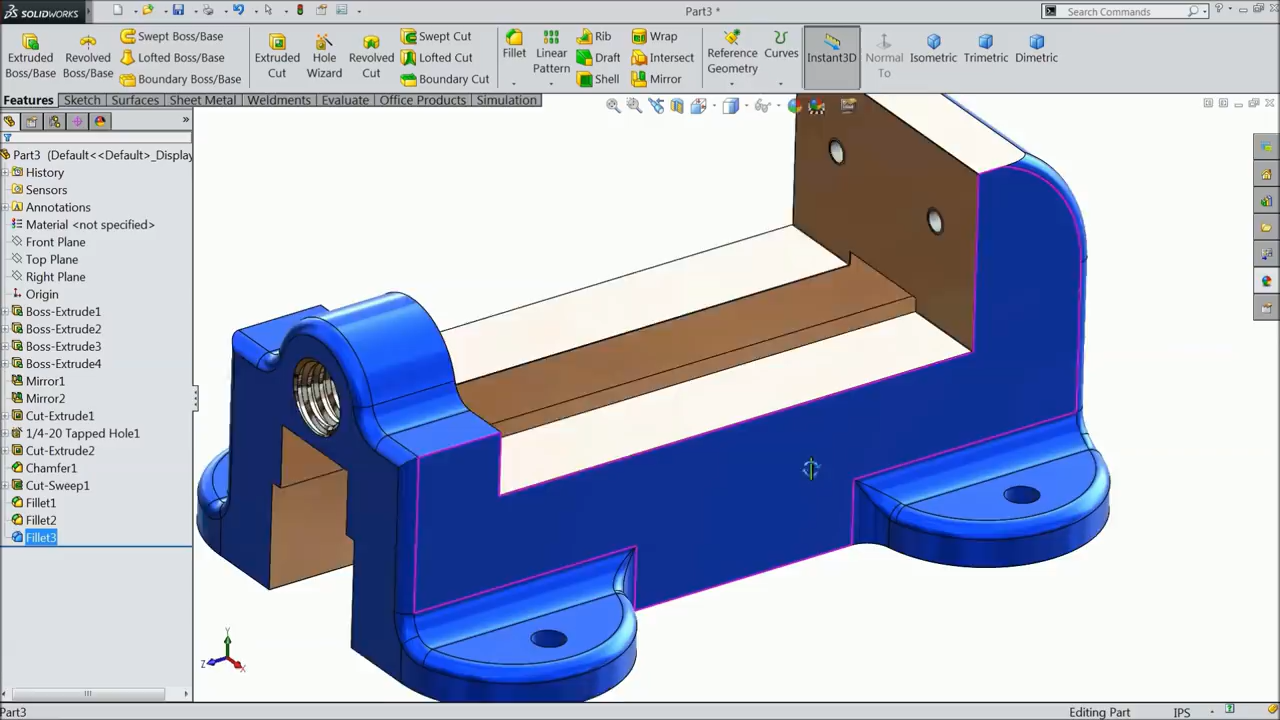 SOLIDWORKS
Part3 *
Search Commands
Extruded Boss/Base
Revolved Boss/Base
Swept Boss/Base
Lofted Boss/Base
Boundary Boss/Base
Extruded Cut
Hole Wizard
Revolved Cut
Swept Cut
Lofted Cut
Boundary Cut
Fillet
Linear Pattern
Rib
Draft
Shell
Wrap
Intersect
Mirror
Reference Geometry
Curves
Instant3D
Normal To
Isometric
Trimetric
Dimetric
Features Sketch Surfaces Sheet Metal Weldments Evaluate Office Products Simulation
Part3 (Default<<Default>_Display
History
Sensors
Annotations
Material <not specified>
Front Plane
Top Plane
Right Plane
Origin
Boss-Extrude1
Boss-Extrude2
Boss-Extrude3
Boss-Extrude4
Mirror1
Mirror2
Cut-Extrude1
1/4-20 Tapped Hole1
Cut-Extrude2
Chamfer1
Cut-Sweep1
Fillet1
Fillet2
Fillet3
Y
Z
X
Part3
Editing Part
IPS